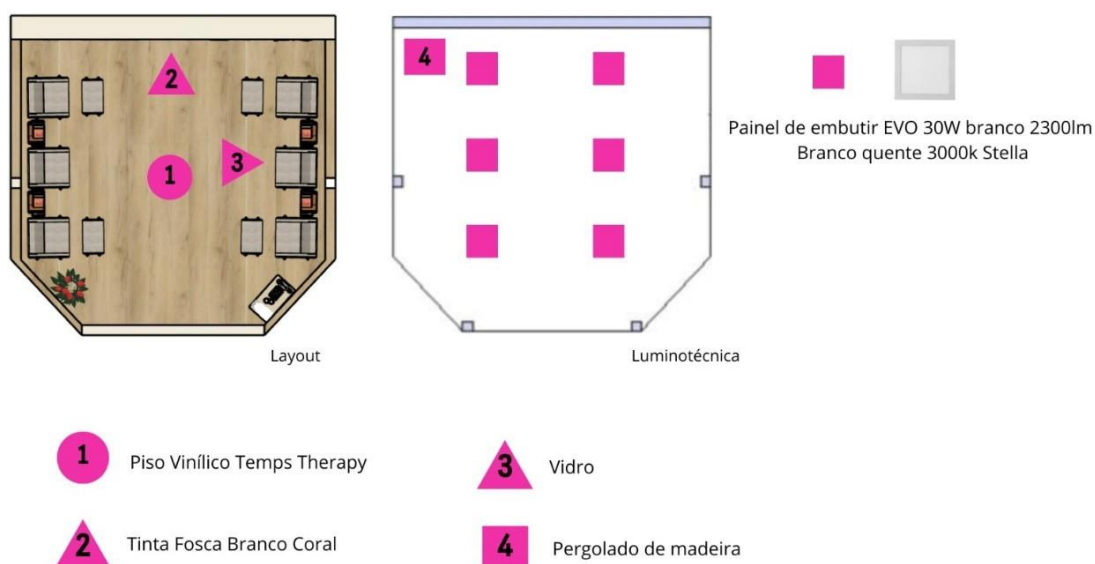 2
3
1
4
Painel de embutir EVO 30W branco 2300lm
Branco quente 3000k Stella
Layout
Luminotécnica
1 Piso Vinílico Temps Therapy
3 Vidro
2 Tinta Fosca Branco Coral
4 Pergolado de madeira